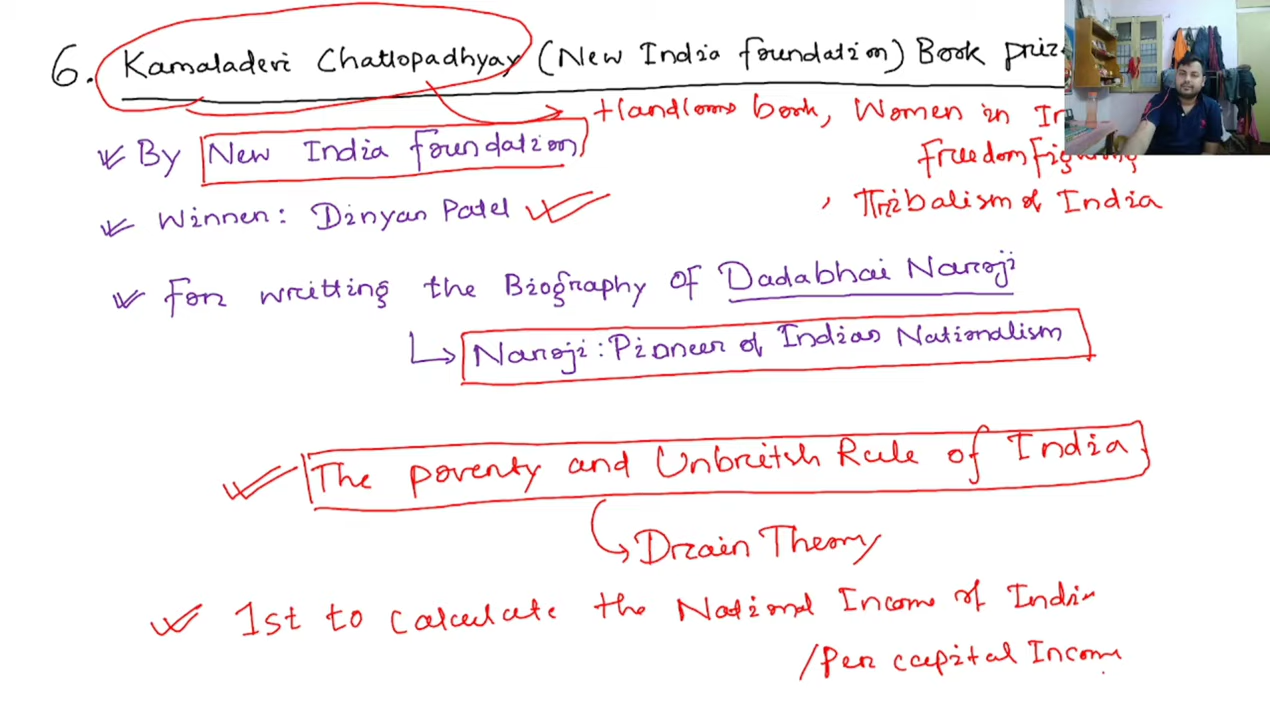 6. Kamaladevi Chattopadhyay (New India foundation) Book priz
Handlooms book, Women in In
Freedom Fighting
, Tribalism of India
By New India foundation
Winner: Dinyar Patel
For writting the Biography of Dadabhai Naroji
Naroji: Pioneer of Indian Nationalism
The poverty and Unbritsh Rule of India
Drain Theory
1st to calculate the National Income of India
/Per capital Income